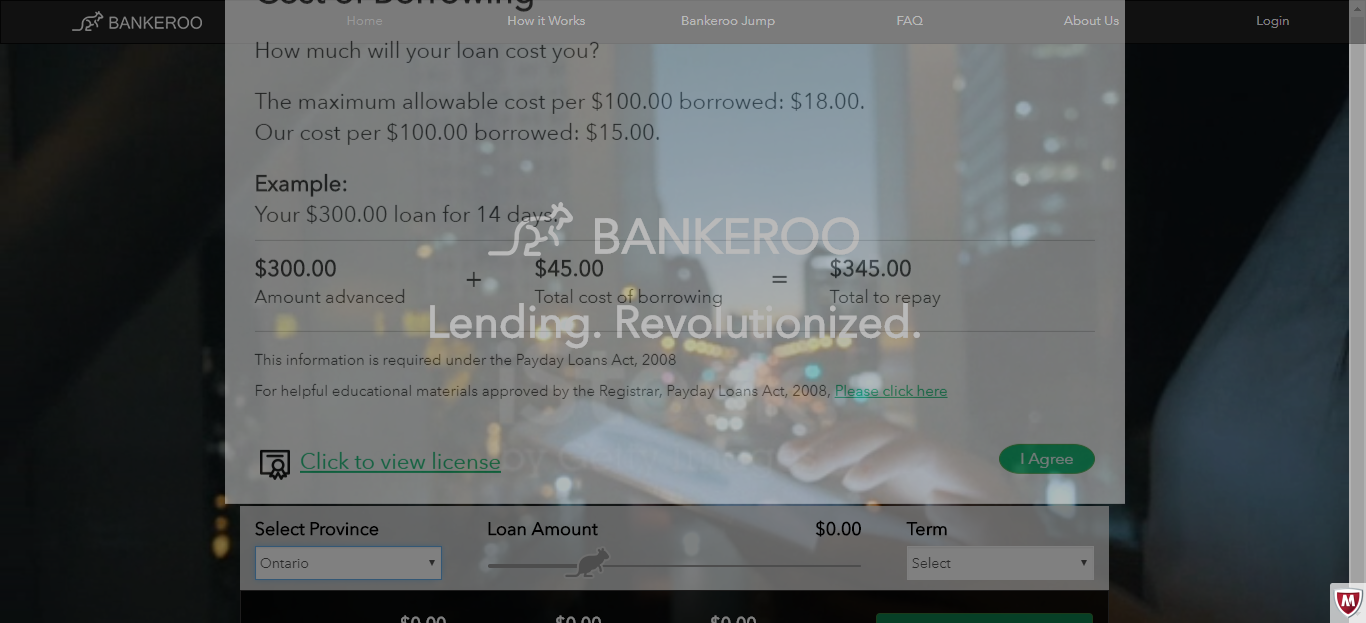 BANKEROO
Home
How it Works
Bankeroo Jump
FAQ
About Us
Login
Cost of Borrowing
How much will your loan cost you?
The maximum allowable cost per $100.00 borrowed: $18.00.
Our cost per $100.00 borrowed: $15.00.
Example:
Your $300.00 loan for 14 days:
BANKEROO
$300.00
+
$45.00
=
$345.00
Amount advanced
Total cost of borrowing
Total to repay
Lending. Revolutionized.
This information is required under the Payday Loans Act, 2008
For helpful educational materials approved by the Registrar, Payday Loans Act, 2008, Please click here
Click to view license
I Agree
Select Province
Loan Amount
$0.00
Term
Ontario
Select
$0.00
$0.00
$0.00